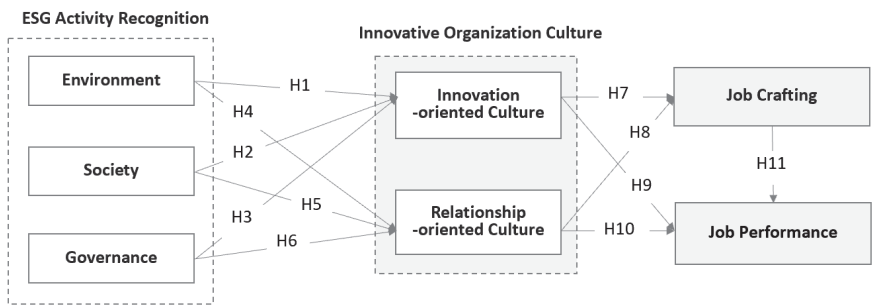 ESG Activity Recognition
Environment
Society
Governance
H1
H4
H2
H5
H3
H6
Innovative Organization Culture
Innovation
-oriented Culture
Relationship
-oriented Culture
H7
H8
H9
H10
Job Crafting
H11
Job Performance